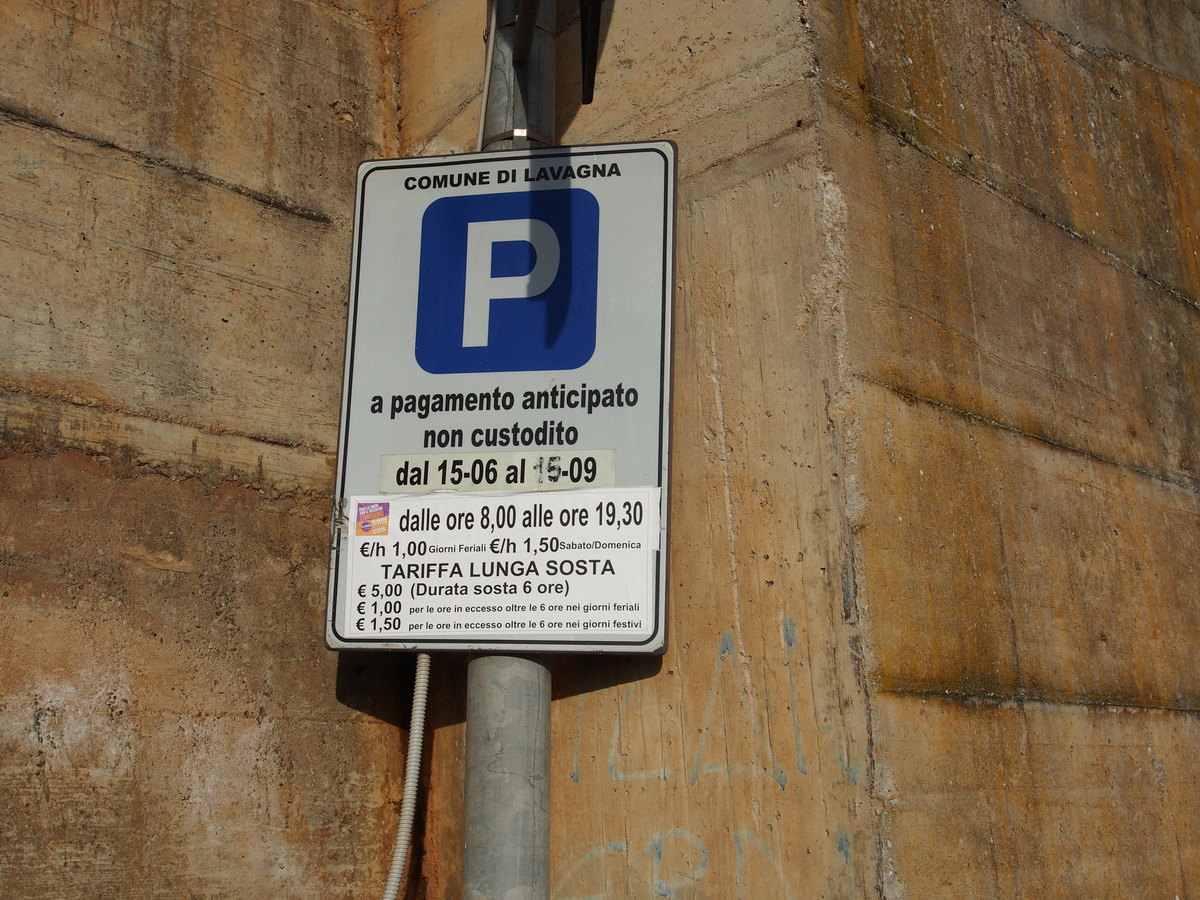 COMUNE DI LAVAGNA
P
a pagamento anticipato
non custodito
dal 15-06 al 15-09
dalle ore 8,00 alle ore 19,30
€/h 1,00 Giorni Feriali €/h 1,50 Sabato/Domenica
TARIFFA LUNGA SOSTA
€ 5,00 (Durata sosta 6 ore)
€ 1,00 per le ore in eccesso oltre le 6 ore nei giorni feriali
€ 1,50 per le ore in eccesso oltre le 6 ore nei giorni festivi